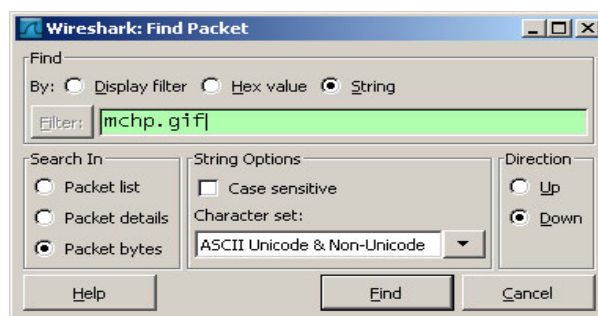 Wireshark: Find Packet
Find
By: Display filter Hex value String
Filter: mchp.gif
Search In
Packet list
Packet details
Packet bytes
String Options
Case sensitive
Character set:
ASCII Unicode & Non-Unicode
Direction
Up
Down
Help Find Cancel